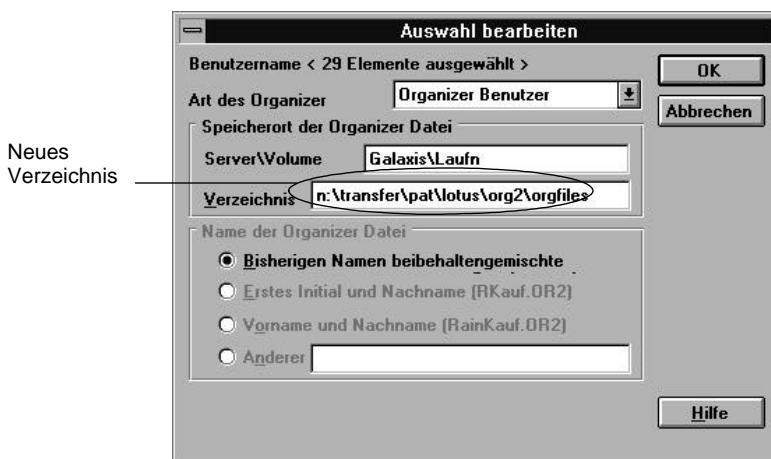 Auswahl bearbeiten
Benutzername < 29 Elemente ausgewählt >
OK
Art des Organizer
Organizer Benutzer
Abbrechen
Speicherort der Organizer Datei
Server\Volume
Galaxis\Laufn
Neues
Verzeichnis
Verzeichnis
n:\transfer\pat\lotus\org2\orgfiles
Name der Organizer Datei
Bisherigen Namen beibehaltengemischte
Erstes Initial und Nachname (RKauf.OR2)
Vorname und Nachname (RainKauf.OR2)
Anderer
Hilfe